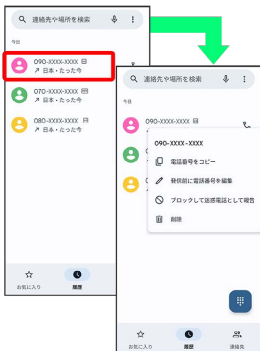 連絡先や場所を検索
今日
090-XXXX-XXXX
日本・たった今
070-XXXX-XXXX
日本・たった今
080-XXXX-XXXX
日本・たった今
お気に入り
履歴
連絡先や場所を検索
今日
090-XXXX-XXXX
090-XXXX-XXXX
電話番号をコピー
発信前に電話番号を編集
ブロックして迷惑電話として報告
削除
お気に入り
履歴
連絡先